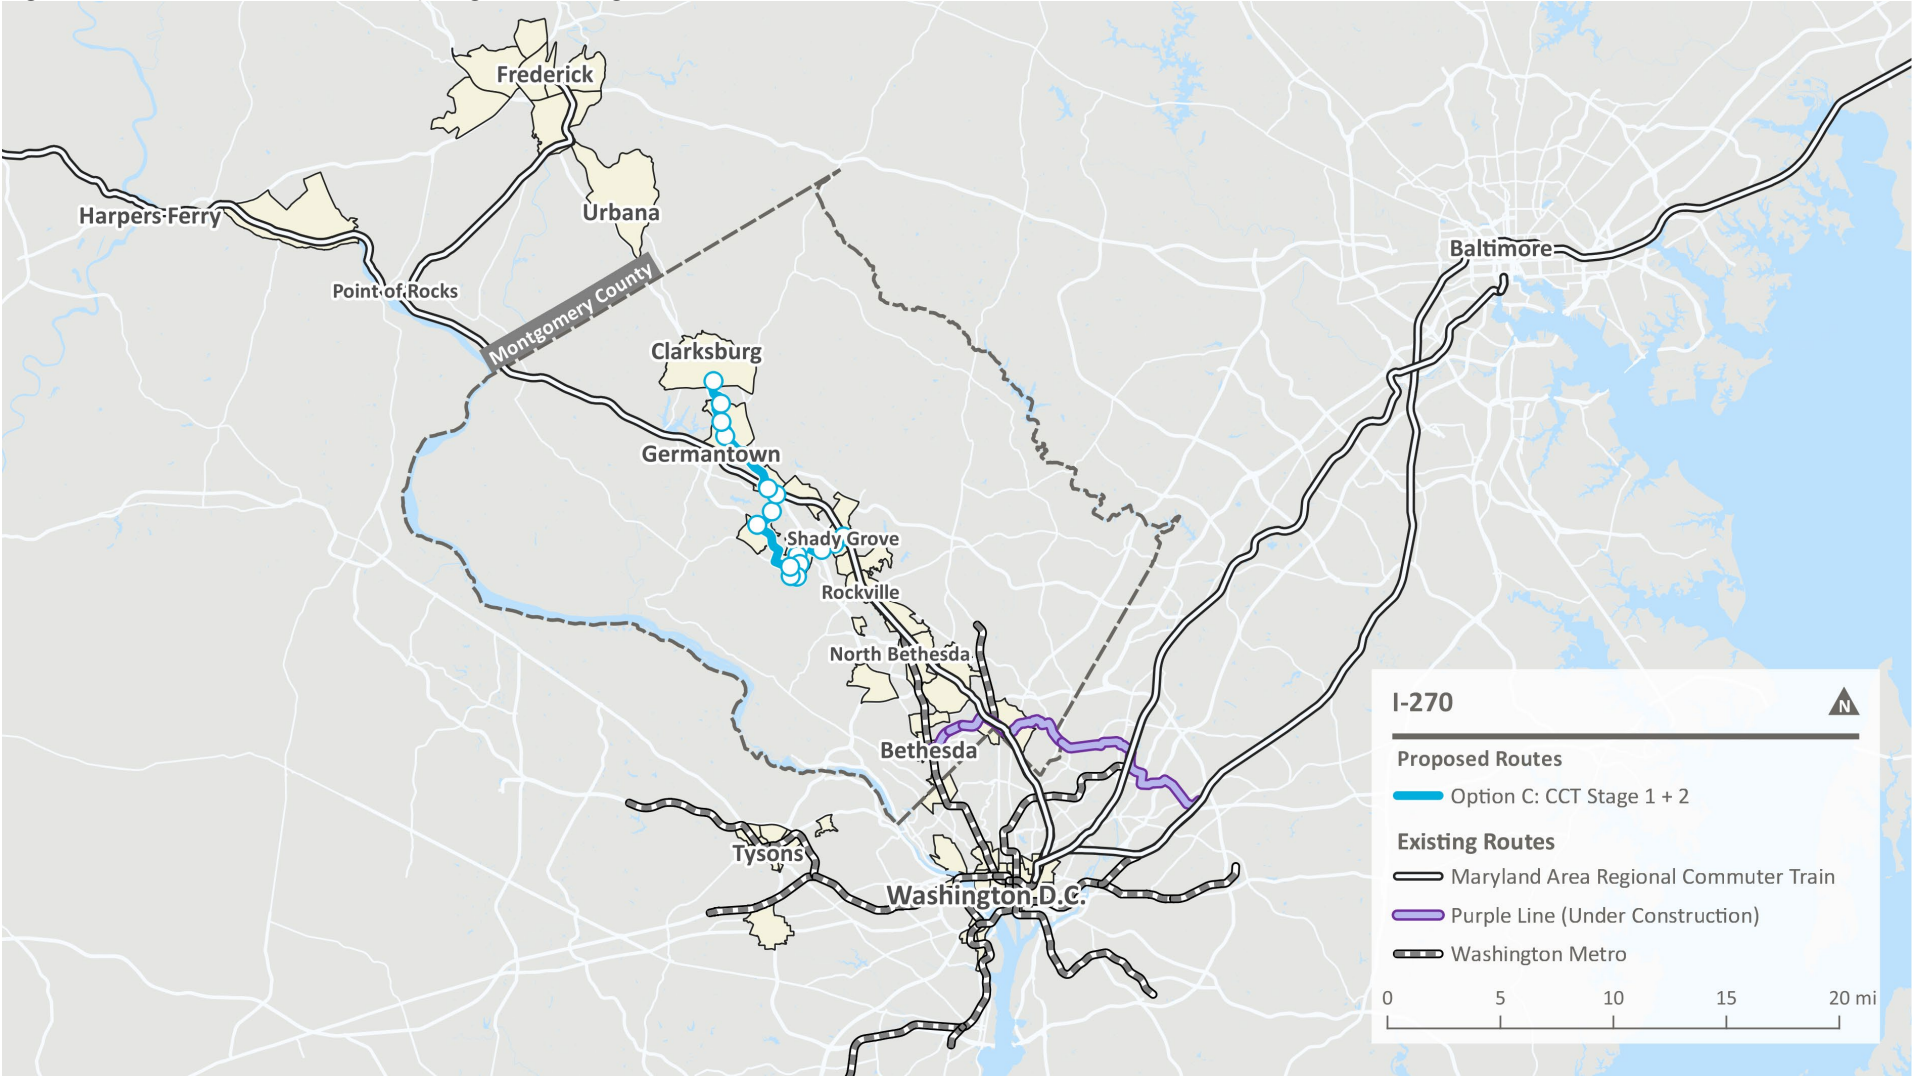 Frederick
Harpers Ferry
Urbana
Baltimore
Point of Rocks
Montgomery County
Clarksburg
Germantown
Shady Grove
Rockville
North Bethesda
Bethesda
Tysons
Washington D.C.
I-270
N
Proposed Routes
Option C: CCT Stage 1 + 2
Existing Routes
Maryland Area Regional Commuter Train
Purple Line (Under Construction)
Washington Metro
0 5 10 15 20 mi